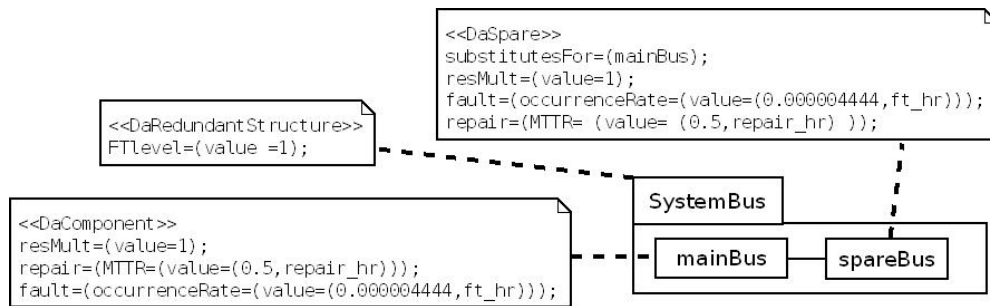 <<DaSpare>>
substitutesFor=(mainBus);
resMult=(value=1);
fault=(occurrenceRate=(value=(0.000004444,ft_hr)));
repair=(MTTR= (value= (0.5,repair_hr) ));
<<DaRedundantStructure>>
FTlevel=(value =1);
<<DaComponent>>
resMult=(value=1);
repair=(MTTR=(value=(0.5,repair_hr)));
fault=(occurrenceRate=(value=(0.000004444,ft_hr)));
SystemBus
mainBus
spareBus